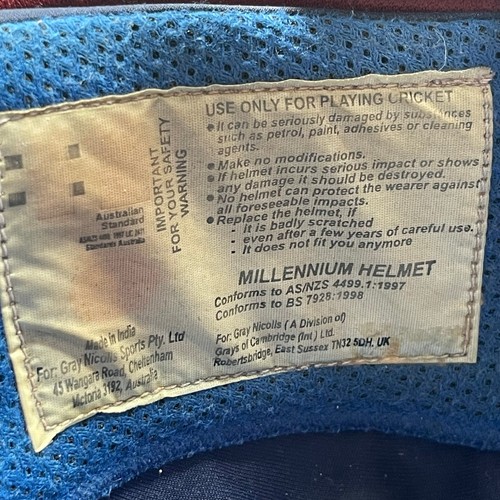 USE ONLY FOR PLAYING CRICKET
It can be seriously damaged by substances
such as petrol, paint, adhesives or cleaning
agents.
Make no modifications.
If helmet incurs serious impact or shows
any damage it should be destroyed.
No helmet can protect the wearer against
all foreseeable impacts.
Replace the helmet, if
: It is badly scratched
: even after a few years of careful use.
: It does not fit you anymore
MILLENNIUM HELMET
Conforms to AS/NZS 4499.1:1997
Conforms to BS 7928:1998
For: Gray Nicolls ( A Division of)
Grays of Cambridge (Int) Ltd.
Robertsbridge, East Sussex TN32 5DH. UK
IMPORTANT
FOR YOUR SAFETY
WARNING
Australian
Standard
Standards Australia
Made in India
For: Gray Nicolls Sports Pty. Ltd
45 Wangara Road, Cheltenham
Victoria 3192, Australia